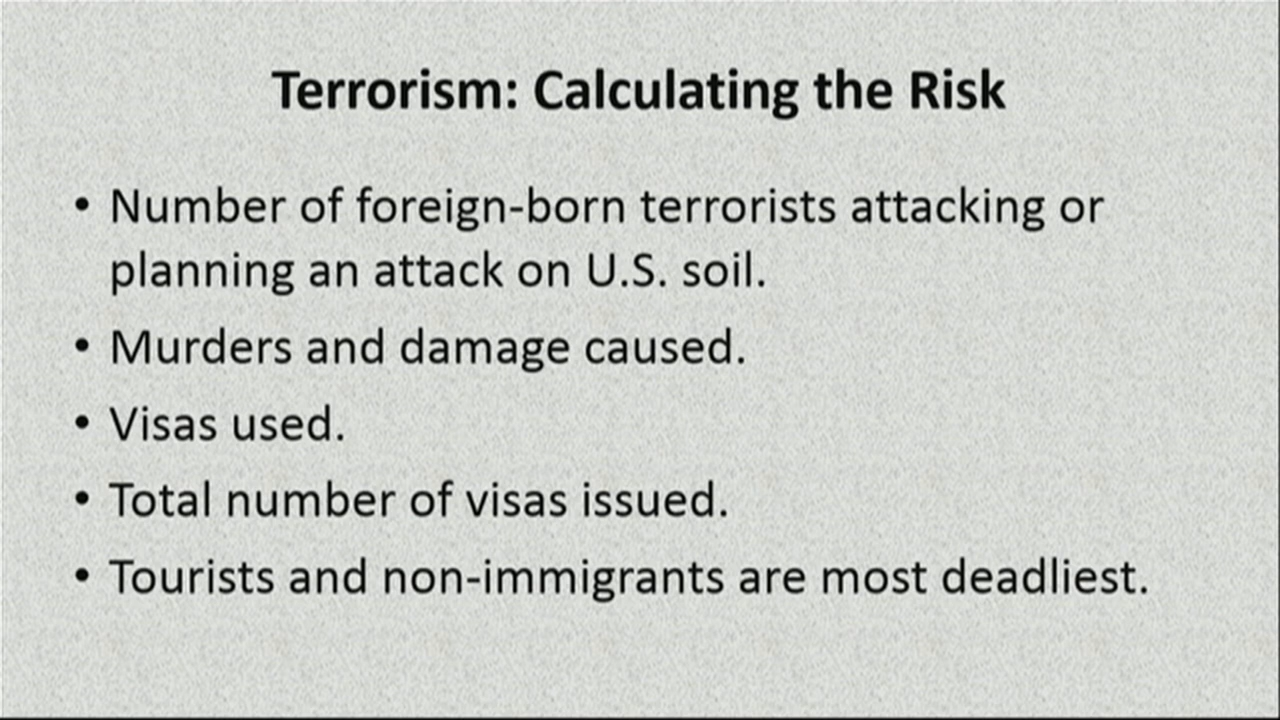 Terrorism: Calculating the Risk
• Number of foreign-born terrorists attacking or
planning an attack on U.S. soil.
• Murders and damage caused.
• Visas used.
• Total number of visas issued.
• Tourists and non-immigrants are most deadliest.